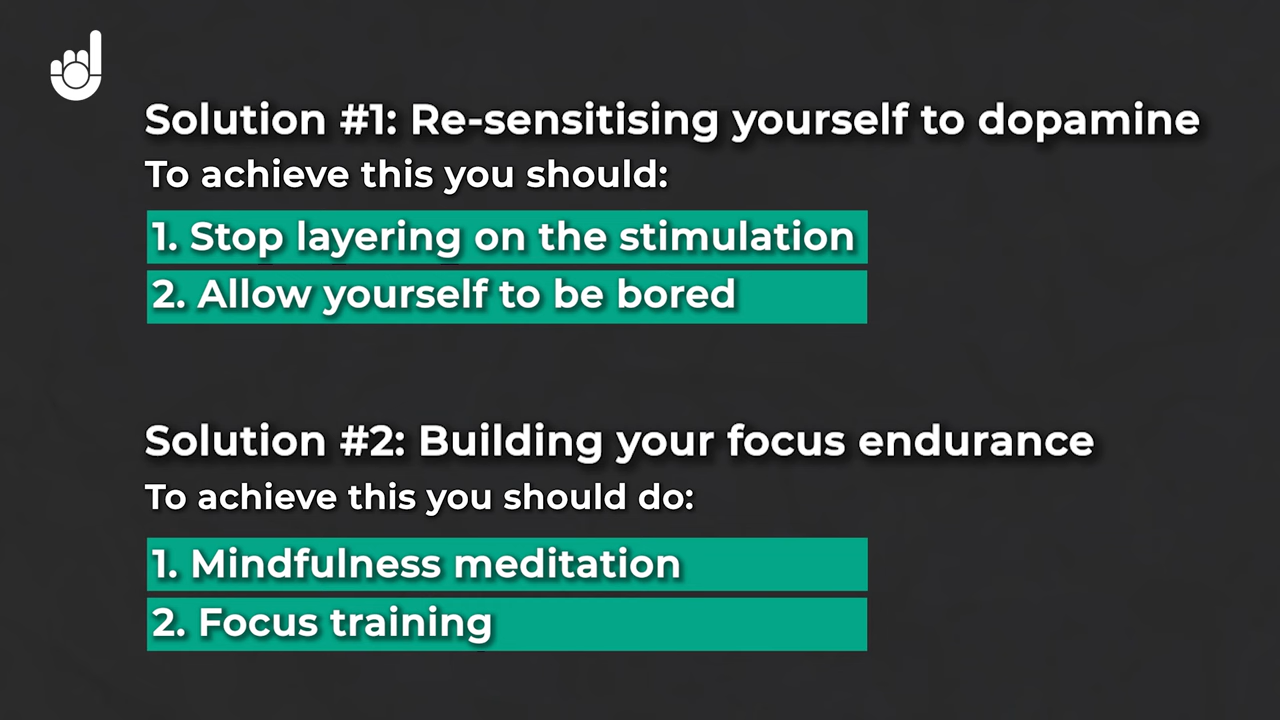 Solution #1: Re-sensitising yourself to dopamine
To achieve this you should:
1. Stop layering on the stimulation
2. Allow yourself to be bored
Solution #2: Building your focus endurance
To achieve this you should do:
1. Mindfulness meditation
2. Focus training